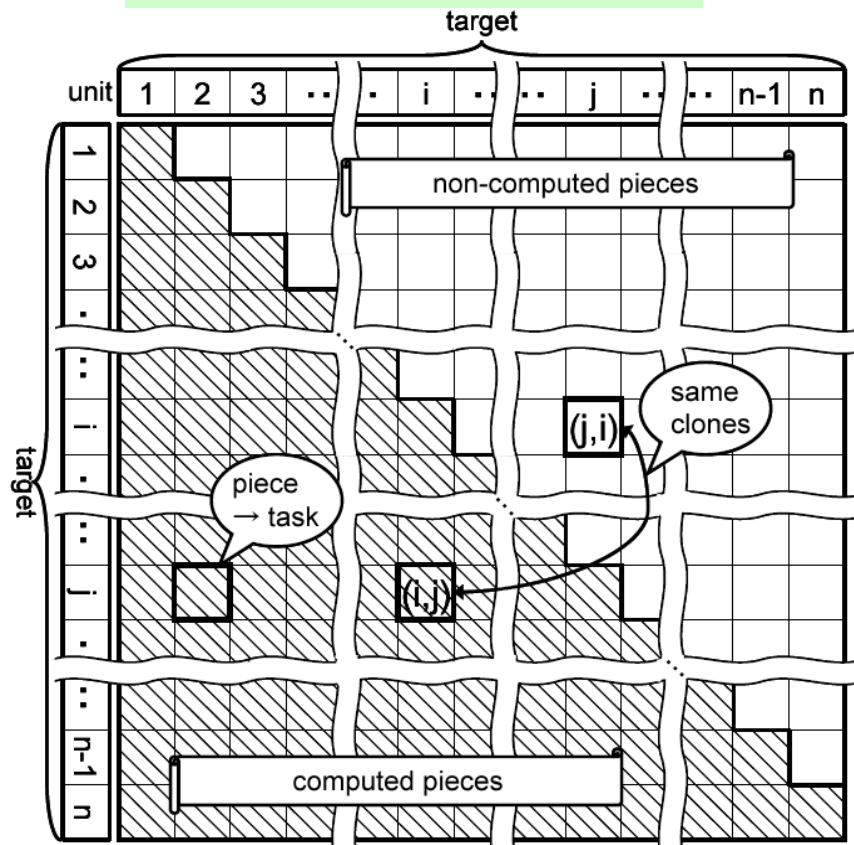 target
unit 1 2 3 ··· · i ·· ·· j ·· ·· n-1 n
1
2
3
·
··
i
·
··
j
·
··
n-1
n
target
non-computed pieces
same
clones
(j,i)
piece
→ task
(i,j)
computed pieces